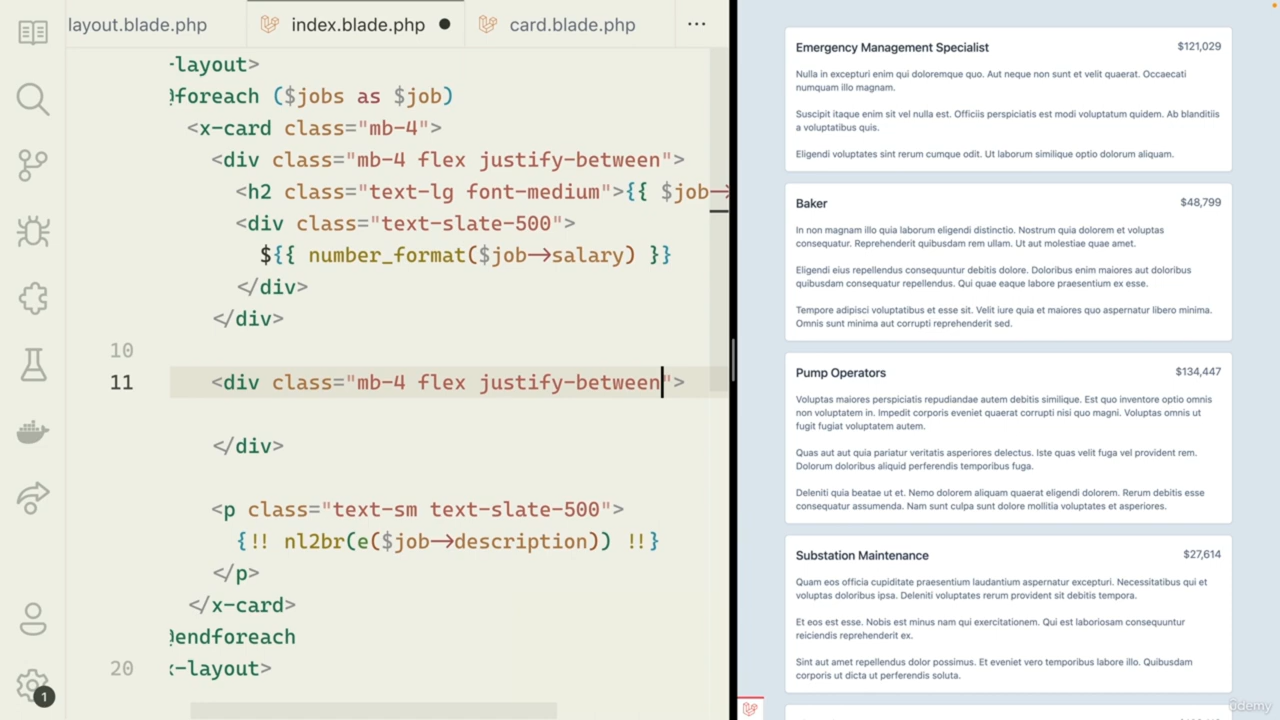 layout.blade.php
index.blade.php
card.blade.php
-layout>
@foreach ($jobs as $job)
<x-card class="mb-4">
<div class="mb-4 flex justify-between">
<h2 class="text-lg font-medium">{{ $job→
<div class="text-slate-500">
${{ number_format($job→salary) }}
</div>
</div>
10
11 <div class="mb-4 flex justify-between">
</div>
<p class="text-sm text-slate-500">
{!! nl2br(e($job→description)) !!}
</p>
</x-card>
@endforeach
20 x-layout>
1
Emergency Management Specialist $121,029
Nulla in excepturi enim qui doloremque quo. Aut neque non sunt et velit quaerat. Occaecati
numquam illo magnam.
Suscipit itaque enim sit vel nulla est. Officiis perspiciatis est modi voluptatum quidem. Ab blanditiis
a voluptatibus quis.
Eligendi voluptates sint rerum cumque odit. Ut laborum similique optio dolorum aliquam.
Baker $48,799
In non magnam illo quia laborum eligendi distinctio. Nostrum quia dolorem et voluptas
consequatur. Reprehenderit quibusdam rem ullam. Ut aut molestiae quae amet.
Eligendi eius repellendus consequuntur debitis dolore. Doloribus enim maiores aut doloribus
quibusdam consequatur repellendus. Qui quae eaque labore praesentium ex esse.
Tempore adipisci voluptatibus et esse sit. Velit iure quia et maiores quo aspernatur libero minima.
Omnis sunt minima aut corrupti reprehenderit sed.
Pump Operators $134,447
Voluptas maiores perspiciatis repudiandae autem debitis similique. Est quo inventore optio omnis
non voluptatem in. Impedit corporis eveniet quaerat corrupti nisi quo magni. Voluptas omnis ut
fugit fugiat voluptatum autem.
Quas aut aut quia pariatur veritatis asperiores delectus. Iste quas velit fuga vel provident rem.
Dolorum doloribus aliquid perferendis temporibus fuga.
Deleniti quia beatae ut et. Nemo dolorem aliquam quaerat eligendi dolorem. Rerum debitis esse
consequatur assumenda. Nam sunt culpa sunt dolore mollitia voluptates et asperiores.
Substation Maintenance $27,614
Quam eos officia cupiditate praesentium laudantium aspernatur excepturi. Necessitatibus qui et
voluptas doloribus ipsa. Deleniti voluptates rerum provident sit debitis tempora.
Et eos est esse. Nobis est minus nam qui exercitationem. Qui est laboriosam consequuntur
reiciendis reprehenderit ex.
Sint aut amet repellendus dolor possimus. Et eveniet vero temporibus labore illo. Quibusdam
corporis ut dicta ut perferendis soluta.
ûdemy